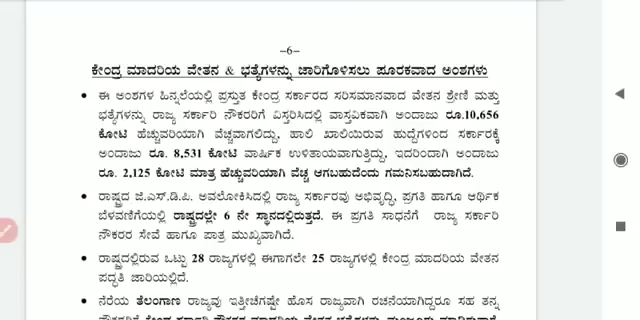 –6–
ಕೇಂದ್ರ ಮಾದರಿಯ ವೇತನ & ಭತ್ಯೆಗಳನ್ನು ಜಾರಿಗೊಳಿಸಲು ಪೂರಕವಾದ ಅಂಶಗಳು
• ಈ ಅಂಶಗಳ ಹಿನ್ನಲೆಯಲ್ಲಿ ಪ್ರಸ್ತುತ ಕೇಂದ್ರ ಸರ್ಕಾರದ ಸರಿಸಮಾನವಾದ ವೇತನ ಶ್ರೇಣಿ ಮತ್ತು
ಭತ್ಯೆಗಳನ್ನು ರಾಜ್ಯ ಸರ್ಕಾರಿ ನೌಕರರಿಗೆ ವಿಸ್ತರಿಸಿದಲ್ಲಿ ವಾಸ್ತವಿಕವಾಗಿ ಅಂದಾಜು ರೂ.10,656
ಕೋಟಿ ಹೆಚ್ಚುವರಿಯಾಗಿ ವೆಚ್ಚವಾಗಲಿದ್ದು, ಹಾಲಿ ಖಾಲಿಯಿರುವ ಹುದ್ದೆಗಳಿಂದ ಸರ್ಕಾರಕ್ಕೆ
ಅಂದಾಜು ರೂ. 8,531 ಕೋಟಿ ವಾರ್ಷಿಕ ಉಳಿತಾಯವಾಗುತ್ತಿದ್ದು, ಇದರಿಂದಾಗಿ ಅಂದಾಜು
ರೂ. 2,125 ಕೋಟಿ ಮಾತ್ರ ಹೆಚ್ಚುವರಿಯಾಗಿ ವೆಚ್ಚ ಆಗಬಹುದೆಂದು ಗಮನಿಸಬಹುದಾಗಿದೆ.
• ರಾಷ್ಟ್ರದ ಜಿ.ಎಸ್.ಡಿ.ಪಿ. ಅವಲೋಕಿಸಿದಲ್ಲಿ ರಾಜ್ಯ ಸರ್ಕಾರವು ಅಭಿವೃದ್ಧಿ, ಪ್ರಗತಿ ಹಾಗೂ ಆರ್ಥಿಕ
ಬೆಳವಣಿಗೆಯಲ್ಲಿ ರಾಷ್ಟ್ರದಲ್ಲೇ 6 ನೇ ಸ್ಥಾನದಲ್ಲಿರುತ್ತದೆ. ಈ ಪ್ರಗತಿ ಸಾಧನೆಗೆ ರಾಜ್ಯ ಸರ್ಕಾರಿ
ನೌಕರರ ಸೇವೆ ಹಾಗೂ ಪಾತ್ರ ಮುಖ್ಯವಾಗಿದೆ.
• ರಾಷ್ಟ್ರದಲ್ಲಿರುವ ಒಟ್ಟು 28 ರಾಜ್ಯಗಳಲ್ಲಿ ಈಗಾಗಲೇ 25 ರಾಜ್ಯಗಳಲ್ಲಿ ಕೇಂದ್ರ ಮಾದರಿಯ ವೇತನ
ಪದ್ಧತಿ ಜಾರಿಯಲ್ಲಿದೆ.
• ನೆರೆಯ ತೆಲಂಗಾಣ ರಾಜ್ಯವು ಇತ್ತೀಚೆಗಷ್ಟೇ ಹೊಸ ರಾಜ್ಯವಾಗಿ ರಚನೆಯಾಗಿದ್ದರೂ ಸಹ ತನ್ನ